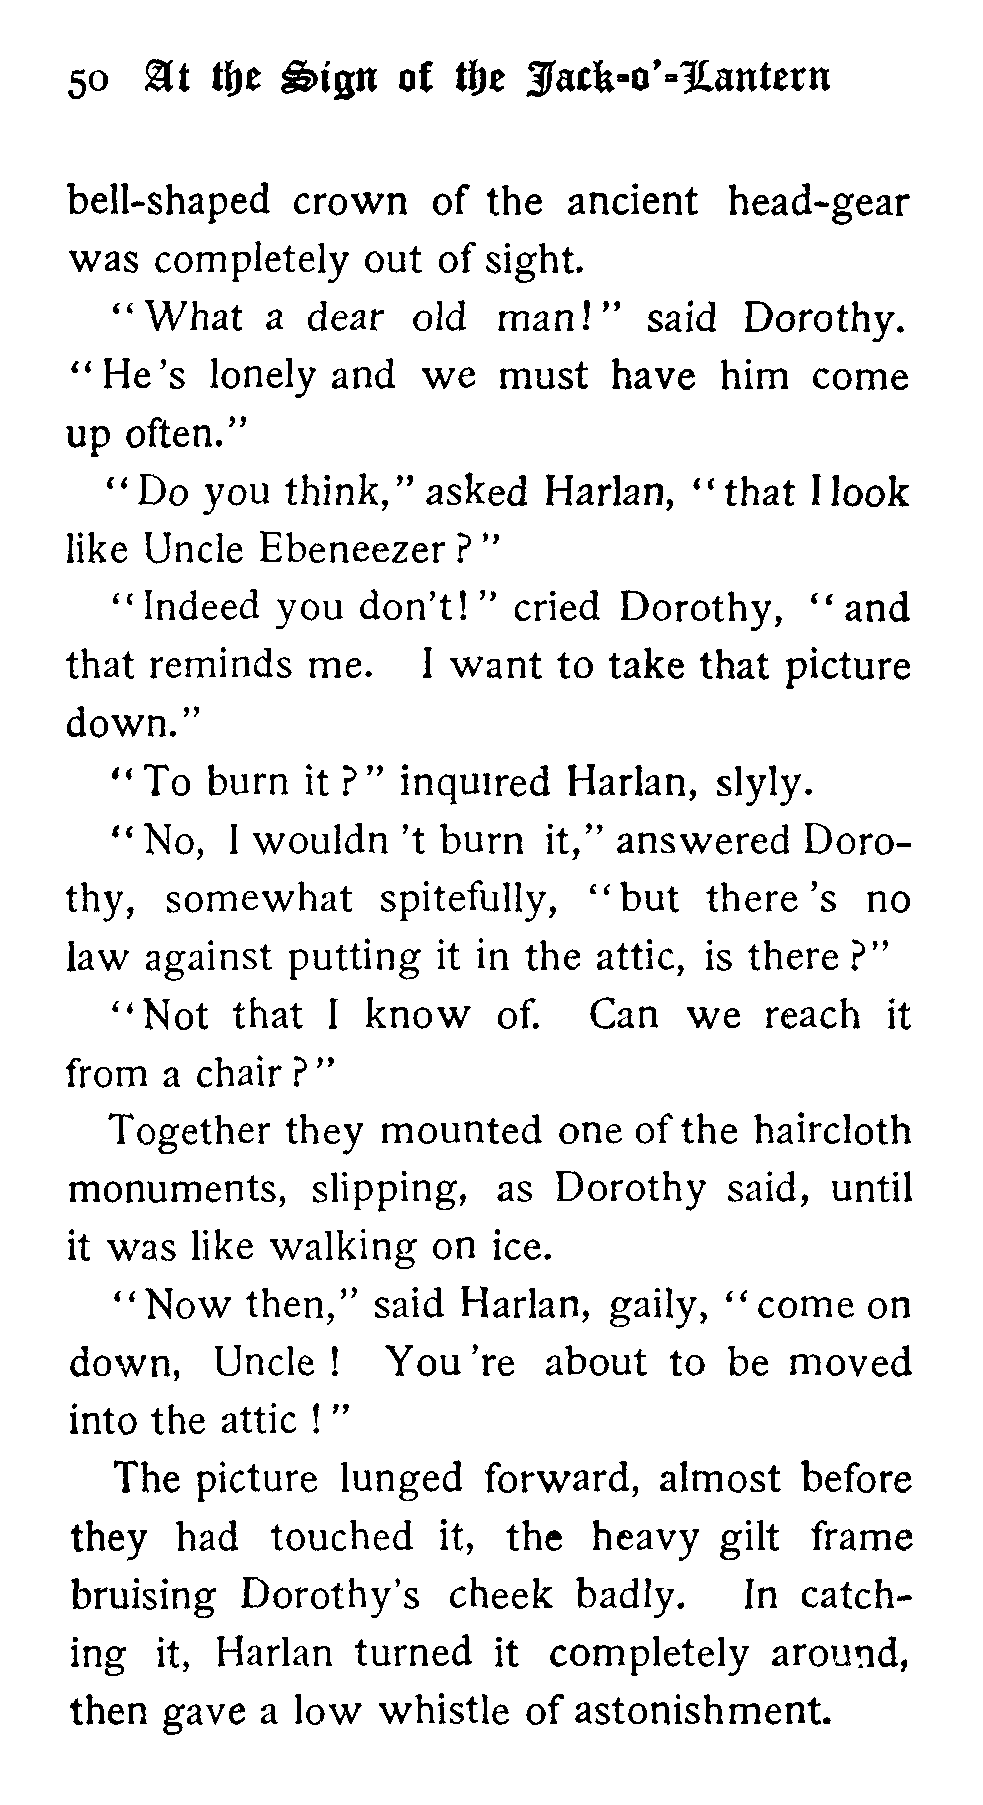 50 At the Sign of the Jack-o'-Lantern
bell-shaped crown of the ancient head-gear
was completely out of sight.
"What a dear old man!" said Dorothy.
"He's lonely and we must have him come
up often."
"Do you think," asked Harlan, "that I look
like Uncle Ebeneezer?"
"Indeed you don't!" cried Dorothy, "and
that reminds me. I want to take that picture
down."
"To burn it?" inquired Harlan, slyly.
"No, I wouldn't burn it," answered Doro-
thy, somewhat spitefully, "but there's no
law against putting it in the attic, is there?"
"Not that I know of. Can we reach it
from a chair?"
Together they mounted one of the haircloth
monuments, slipping, as Dorothy said, until
it was like walking on ice.
"Now then," said Harlan, gaily, "come on
down, Uncle! You're about to be moved
into the attic!"
The picture lunged forward, almost before
they had touched it, the heavy gilt frame
bruising Dorothy's cheek badly. In catch-
ing it, Harlan turned it completely around,
then gave a low whistle of astonishment.